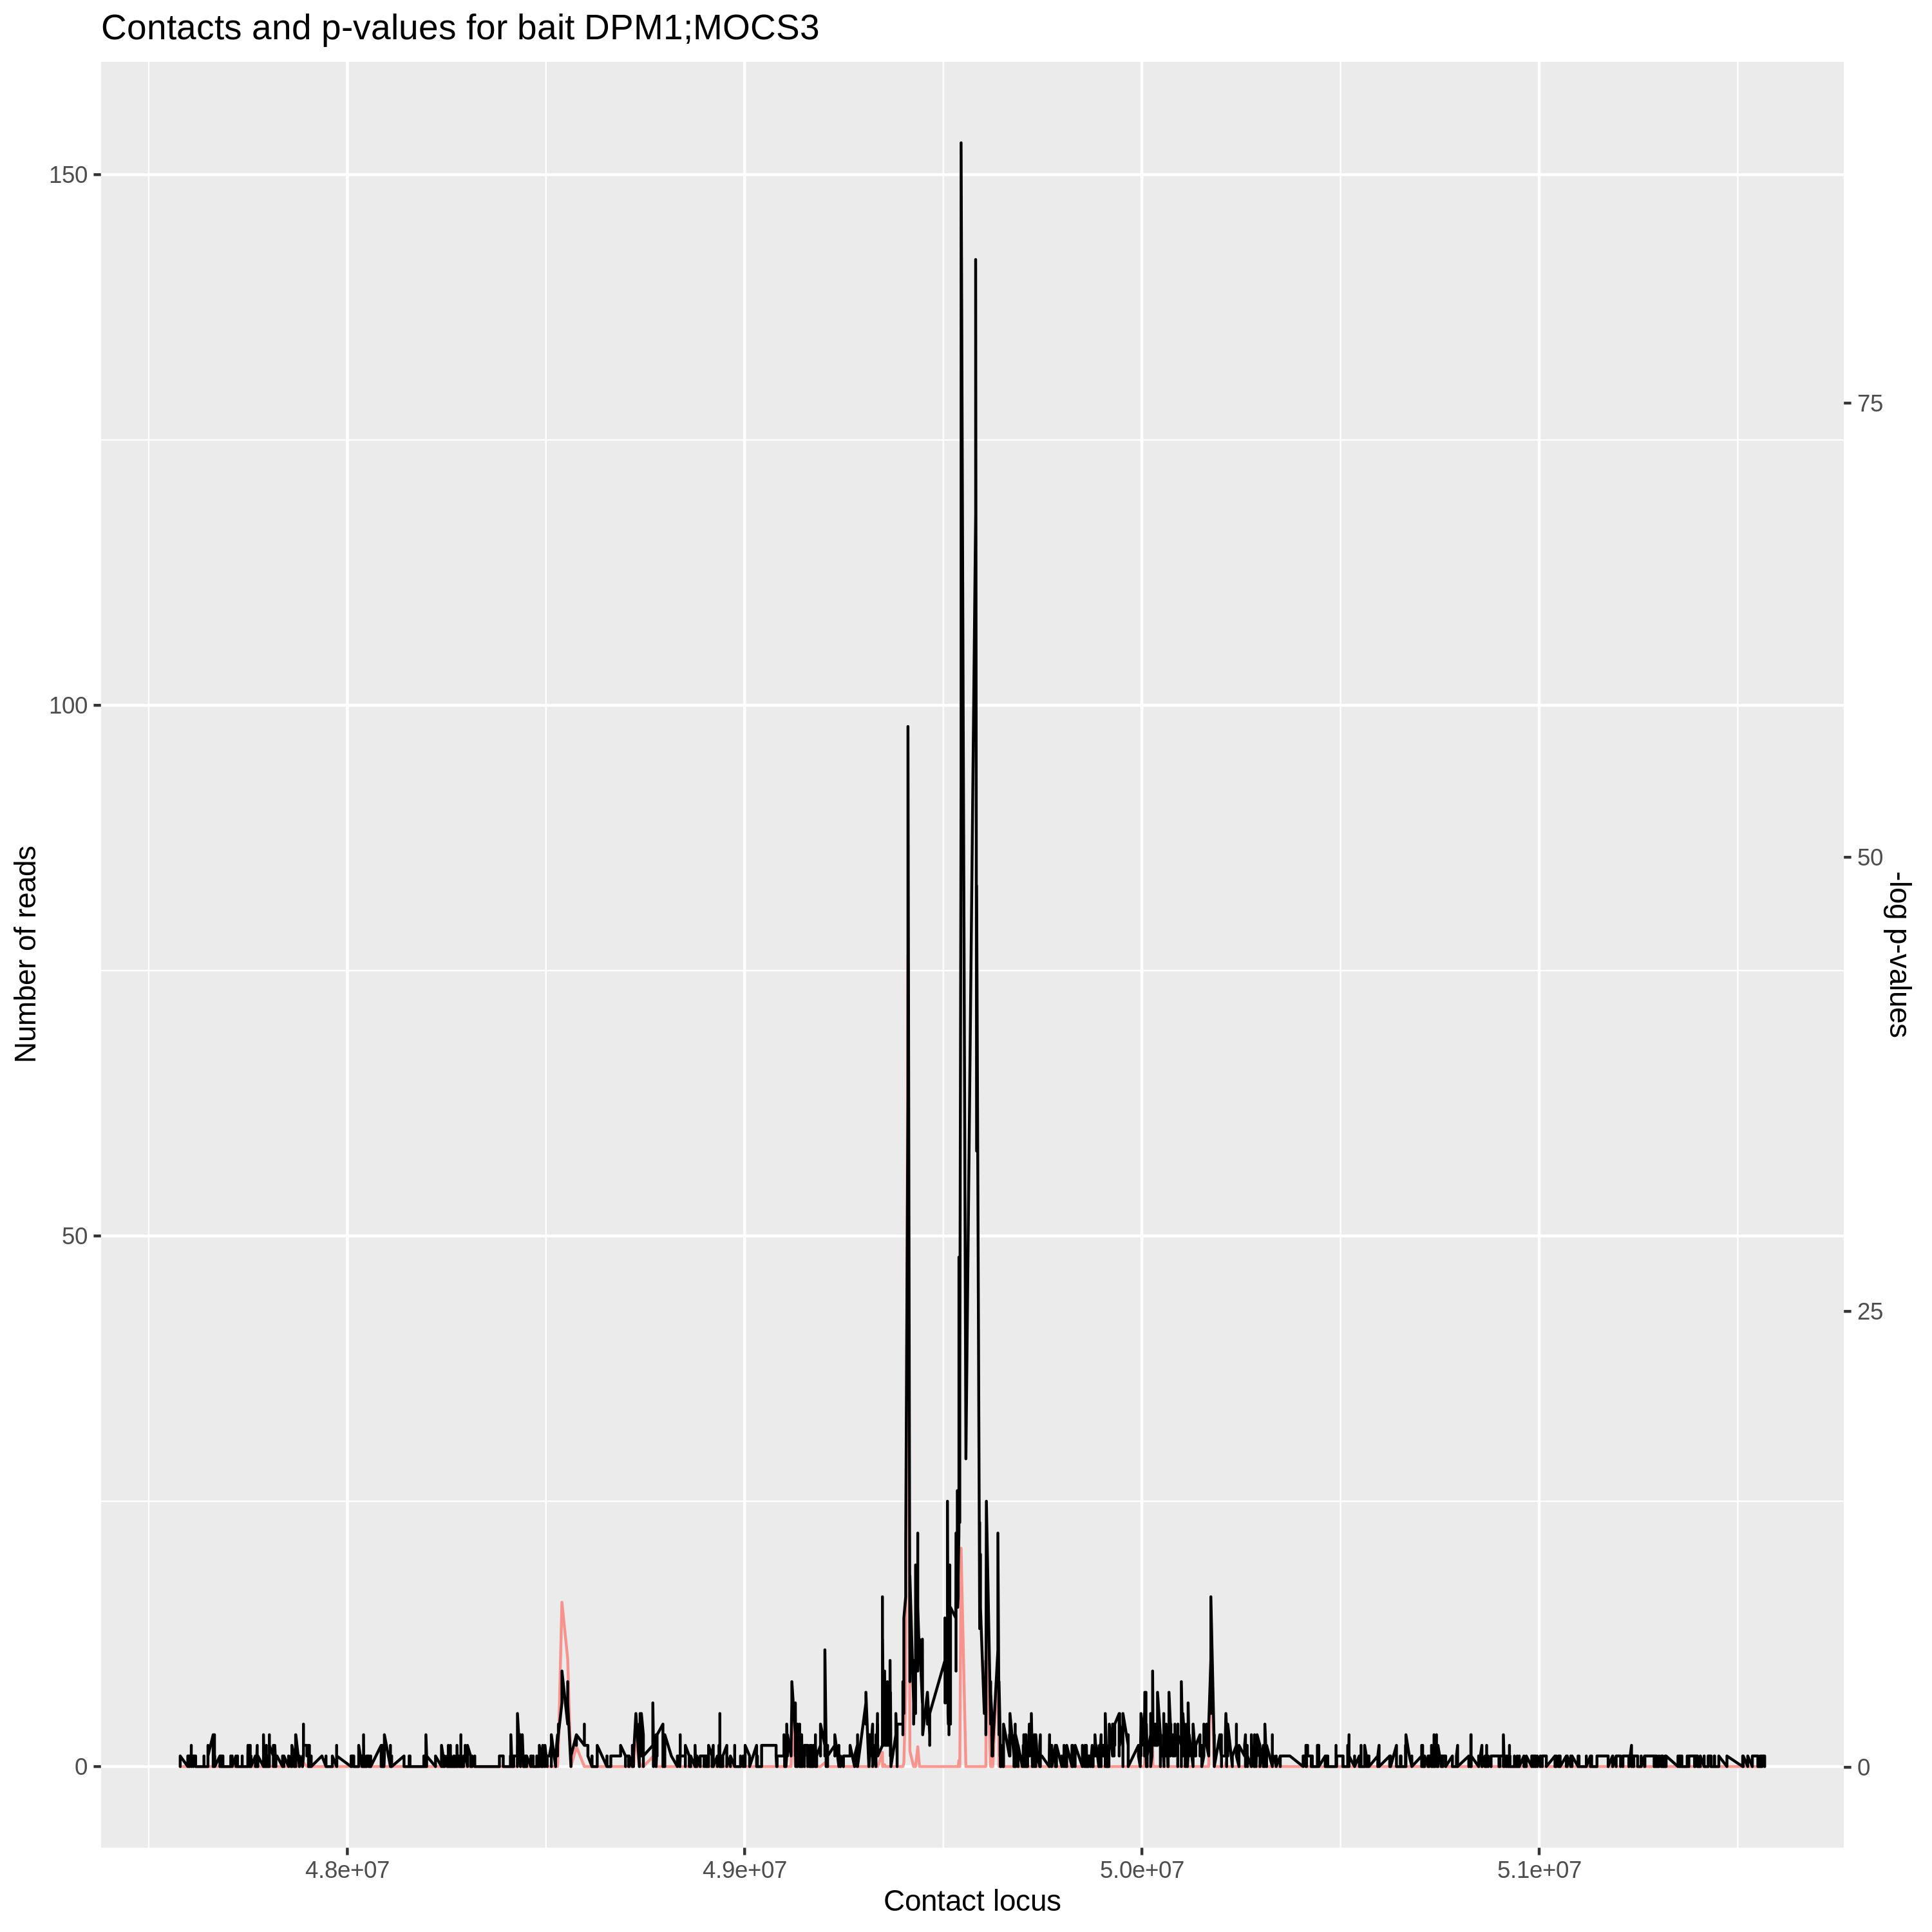 Contacts and p-values for bait DPM1;MOCS3
150
100
50
0
Number of reads
75
50
25
0
-log p-values
4.8e+07
4.9e+07
5.0e+07
5.1e+07
Contact locus